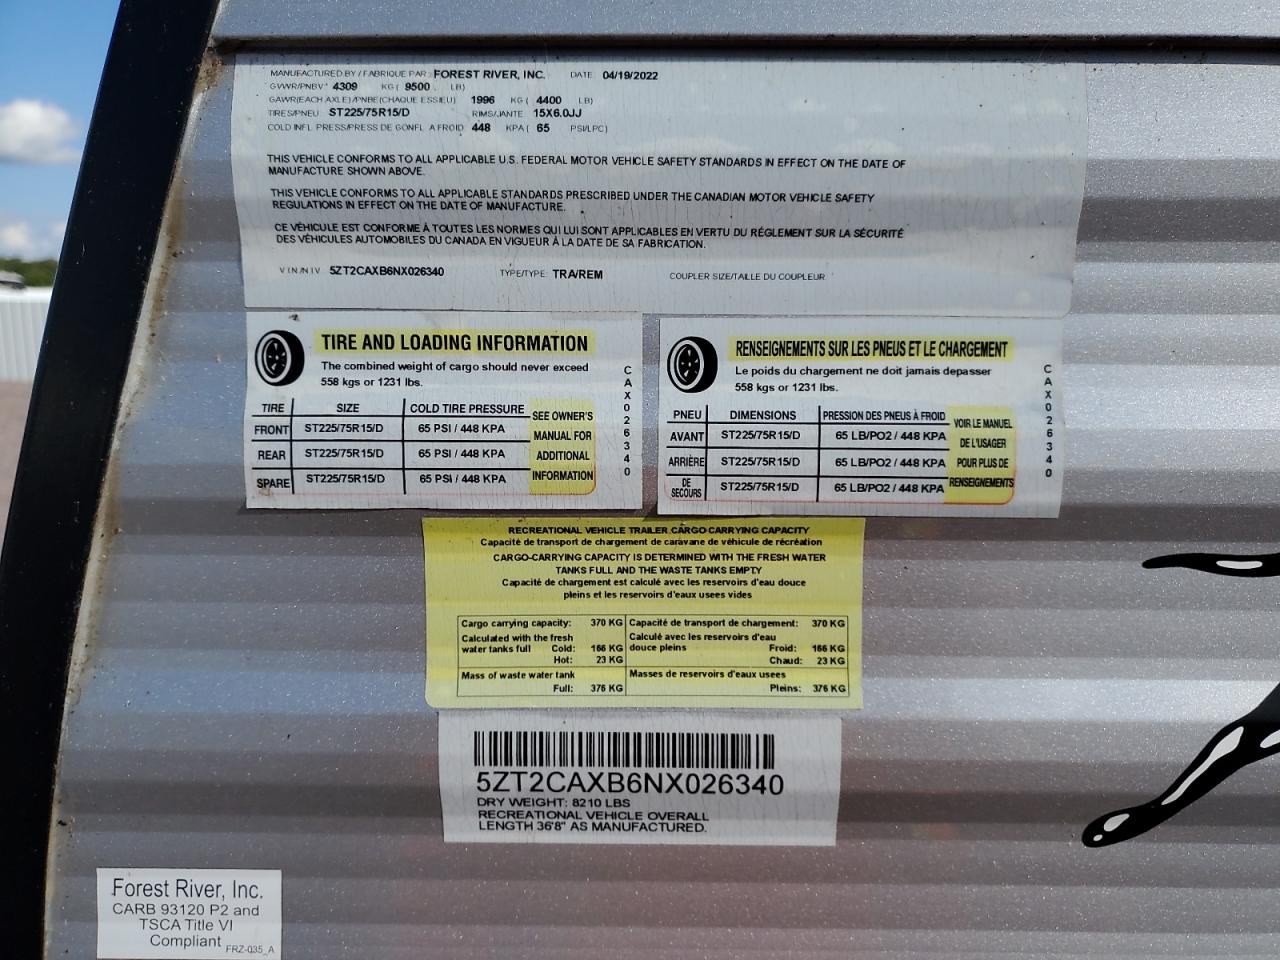 MANUFACTURED BY / FABRIQUE PAR: FOREST RIVER, INC. DATE 04/19/2022
GVWR/PNBV* 4309 KG( 9500 LB)
GAWR(EACH AXLE)/PNBE(CHAQUE ESSIEU) 1996 KG( 4400 LB)
TIRES/PNEU ST225/75R15/D RIMS/JANTE 15X6.0JJ
COLD INFL PRESS/PRESS DE GONFL A FROID 448 KPA( 65 PSI/LPC)
THIS VEHICLE CONFORMS TO ALL APPLICABLE U.S. FEDERAL MOTOR VEHICLE SAFETY STANDARDS IN EFFECT ON THE DATE OF
MANUFACTURE SHOWN ABOVE.
THIS VEHICLE CONFORMS TO ALL APPLICABLE STANDARDS PRESCRIBED UNDER THE CANADIAN MOTOR VEHICLE SAFETY
REGULATIONS IN EFFECT ON THE DATE OF MANUFACTURE.
CE VÉHICULE EST CONFORME À TOUTES LES NORMES QUI LUI SONT APPLICABLES EN VERTU DU RÉGLEMENT SUR LA SÉCURITÉ
DES VÉHICULES AUTOMOBILES DU CANADA EN VIGUEUR À LA DATE DE SA FABRICATION.
V I N / N I V 5ZT2CAXB6NX026340 TYPE/TYPE: TRA/REM COUPLER SIZE/TAILLE DU COUPLEUR
TIRE AND LOADING INFORMATION
The combined weight of cargo should never exceed
558 kgs or 1231 lbs.
TIRE SIZE COLD TIRE PRESSURE
FRONT ST225/75R15/D 65 PSI / 448 KPA
REAR ST225/75R15/D 65 PSI / 448 KPA
SPARE ST225/75R15/D 65 PSI / 448 KPA
SEE OWNER'S
MANUAL FOR
ADDITIONAL
INFORMATION
CAX026340
RENSEIGNEMENTS SUR LES PNEUS ET LE CHARGEMENT
Le poids du chargement ne doit jamais depasser
558 kgs or 1231 lbs.
PNEU DIMENSIONS PRESSION DES PNEUS À FROID
AVANT ST225/75R15/D 65 LB/PO2 / 448 KPA
ARRIÈRE ST225/75R15/D 65 LB/PO2 / 448 KPA
DE SECOURS ST225/75R15/D 65 LB/PO2 / 448 KPA
VOIR LE MANUEL
DE L'USAGER
POUR PLUS DE
RENSEIGNEMENTS
CAX026340
RECREATIONAL VEHICLE TRAILER CARGO CARRYING CAPACITY
Capacité de transport de chargement de caravane de véhicule de récréation
CARGO-CARRYING CAPACITY IS DETERMINED WITH THE FRESH WATER
TANKS FULL AND THE WASTE TANKS EMPTY
Capacité de chargement est calculé avec les reservoirs d'eau douce
pleins et les reservoirs d'eaux usees vides
Cargo carrying capacity: 370 KG
Calculated with the fresh
water tanks full Cold: 166 KG
Hot: 23 KG
Mass of waste water tank
Full: 376 KG
Capacité de transport de chargement: 370 KG
Calculé avec les reservoirs d'eau
douce pleins Froid: 166 KG
Chaud: 23 KG
Masses de reservoirs d'eaux usees
Pleins: 376 KG
5ZT2CAXB6NX026340
DRY WEIGHT: 8210 LBS
RECREATIONAL VEHICLE OVERALL
LENGTH 36'8" AS MANUFACTURED.
Forest River, Inc.
CARB 93120 P2 and
TSCA Title VI
Compliant
FRZ-035_A